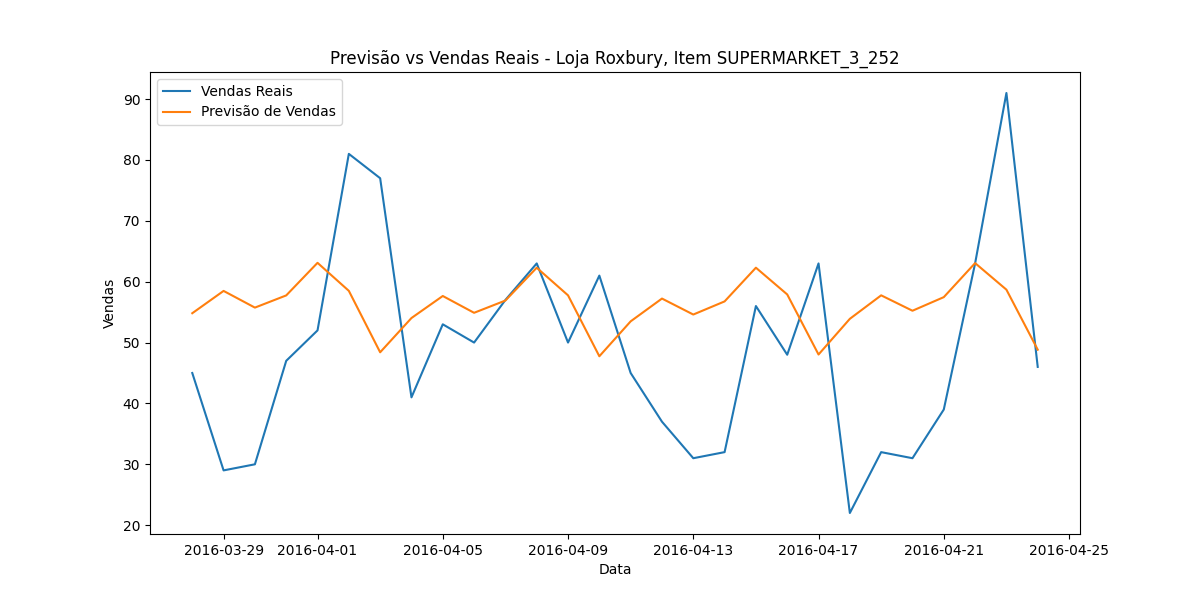 Previsão vs Vendas Reais - Loja Roxbury, Item SUPERMARKET_3_252
Vendas Reais
Previsão de Vendas
90
80
70
60
50
40
30
20
Vendas
2016-03-29 2016-04-01 2016-04-05 2016-04-09 2016-04-13 2016-04-17 2016-04-21 2016-04-25
Data